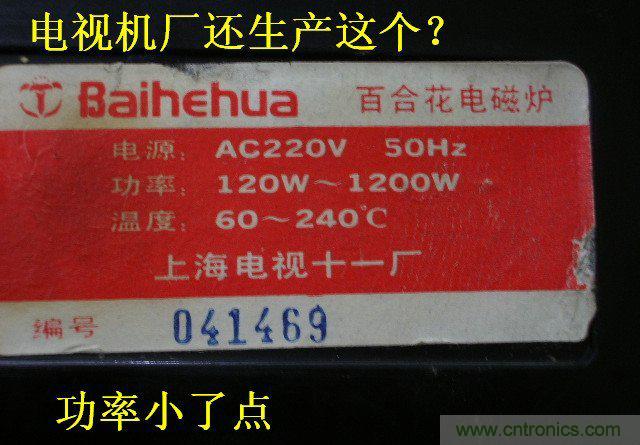 电视机厂还生产这个？
Baihehua 百合花电磁炉
电源： AC220V 50Hz
功率： 120W～1200W
温度： 60～240℃
上海电视十一厂
编号 041469
功率小了点
www.cntronics.com